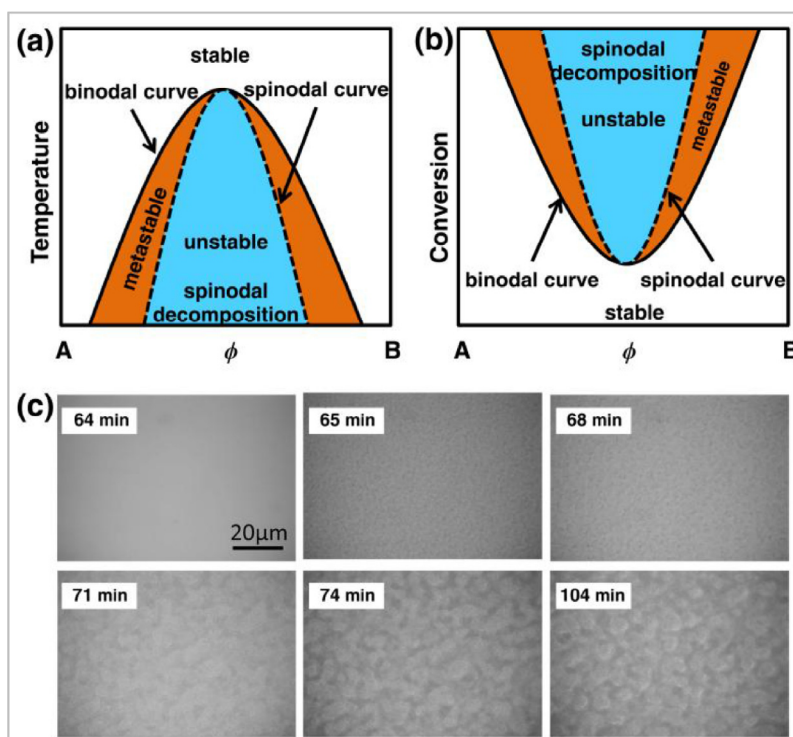 (a)
stable
binodal curve
spinodal curve
Temperature
metastable
unstable
spinodal
decomposition
A
ϕ
B
(b)
spinodal
decomposition
unstable
metastable
Conversion
binodal curve
spinodal curve
stable
A
ϕ
B
(c)
64 min
20μm
65 min
68 min
71 min
74 min
104 min